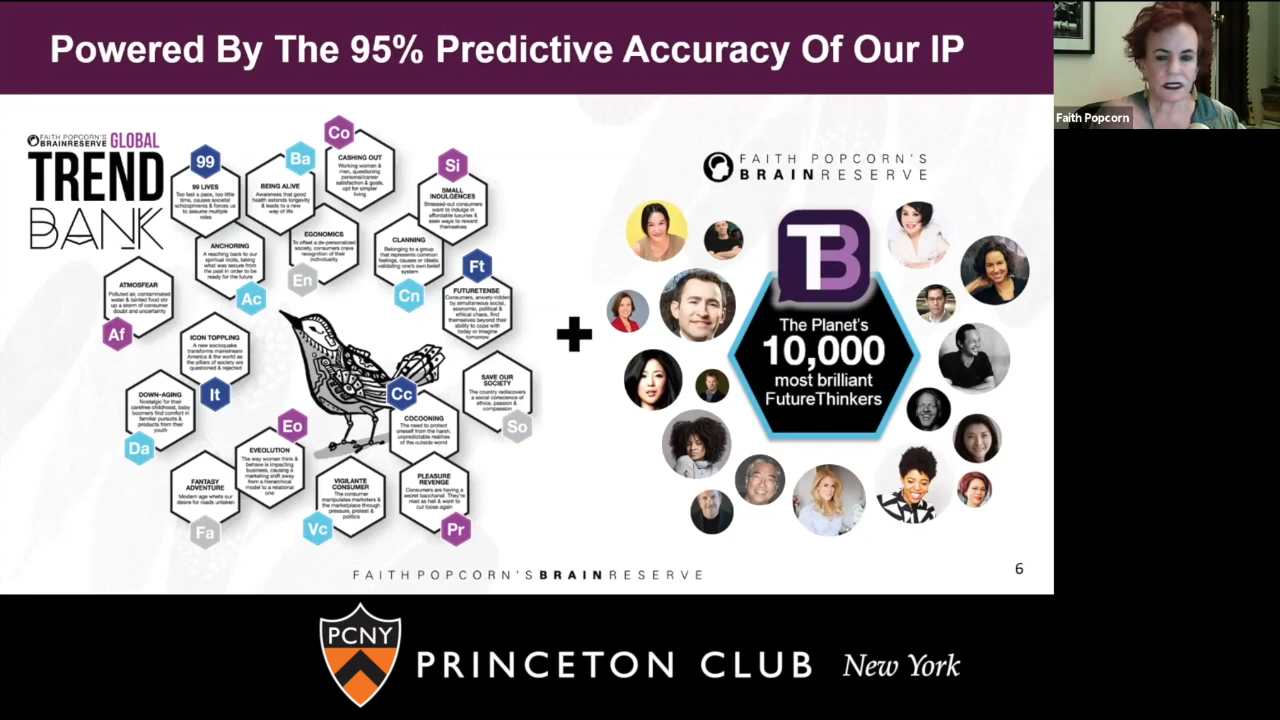 Powered By The 95% Predictive Accuracy Of Our IP
Faith Popcorn
FAITH POPCORN'S
BRAINRESERVE GLOBAL
TREND
BANK
99
99 LIVES
Too fast a pace, too little
time, causes societal
schizophrenia & forces us
to assume multiple
roles
Ba
BEING ALIVE
Awareness that good
health extends longevity
& leads to a new
way of life
Co
CASHING OUT
Working women &
men, questioning
personal/career
satisfaction & goals,
opt for simpler
living
Si
SMALL
INDULGENCES
Stressed-out consumers
want to indulge in
affordable luxuries &
seek ways to reward
themselves
ANCHORING
A reaching back to our
spiritual roots, taking
what was secure from
the past in order to be
ready for the future
Ac
EGONOMICS
To offset a de-personalized
society, consumers crave
recognition of their
individuality
En
CLANNING
Belonging to a group
that represents common
feelings, causes or ideals;
validating one's own belief
system
Cn
Ft
FUTURETENSE
Consumers, anxiety-ridden
by simultaneous social,
economic, political &
ethical chaos, find
themselves beyond their
ability to cope with
today or imagine
tomorrow
ATMOSFEAR
Polluted air, contaminated
water & tainted food stir
up a storm of consumer
doubt and uncertainty
Af
ICON TOPPLING
A new socioquake
transforms mainstream
America & the world as
the pillars of society are
questioned & rejected
It
SAVE OUR
SOCIETY
The country rediscovers
a social conscience of
ethics, passion &
compassion
So
DOWN-AGING
Nostalgic for their
carefree childhood, baby
boomers find comfort in
familiar pursuits &
products from their
youth
Da
Cc
COCOONING
The need to protect
oneself from the harsh,
unpredictable realities
of the outside world
Eo
EVEOLUTION
The way women think &
behave is impacting
business, causing a
marketing shift away
from a hierarchical
model to a relational
one
FANTASY
ADVENTURE
Modern age whets our
desire for roads untaken
Fa
VIGILANTE
CONSUMER
The consumer
manipulates marketers &
the marketplace through
pressure, protest &
politics
Vc
PLEASURE
REVENGE
Consumers are having a
secret bacchanal. They're
mad as hell & want to
cut loose again
Pr
+
FAITH POPCORN'S
BRAINRESERVE
TB
The Planet's
10,000
most brilliant
FutureThinkers
FAITH POPCORN'S BRAINRESERVE
6
PCNY
PRINCETON CLUB New York